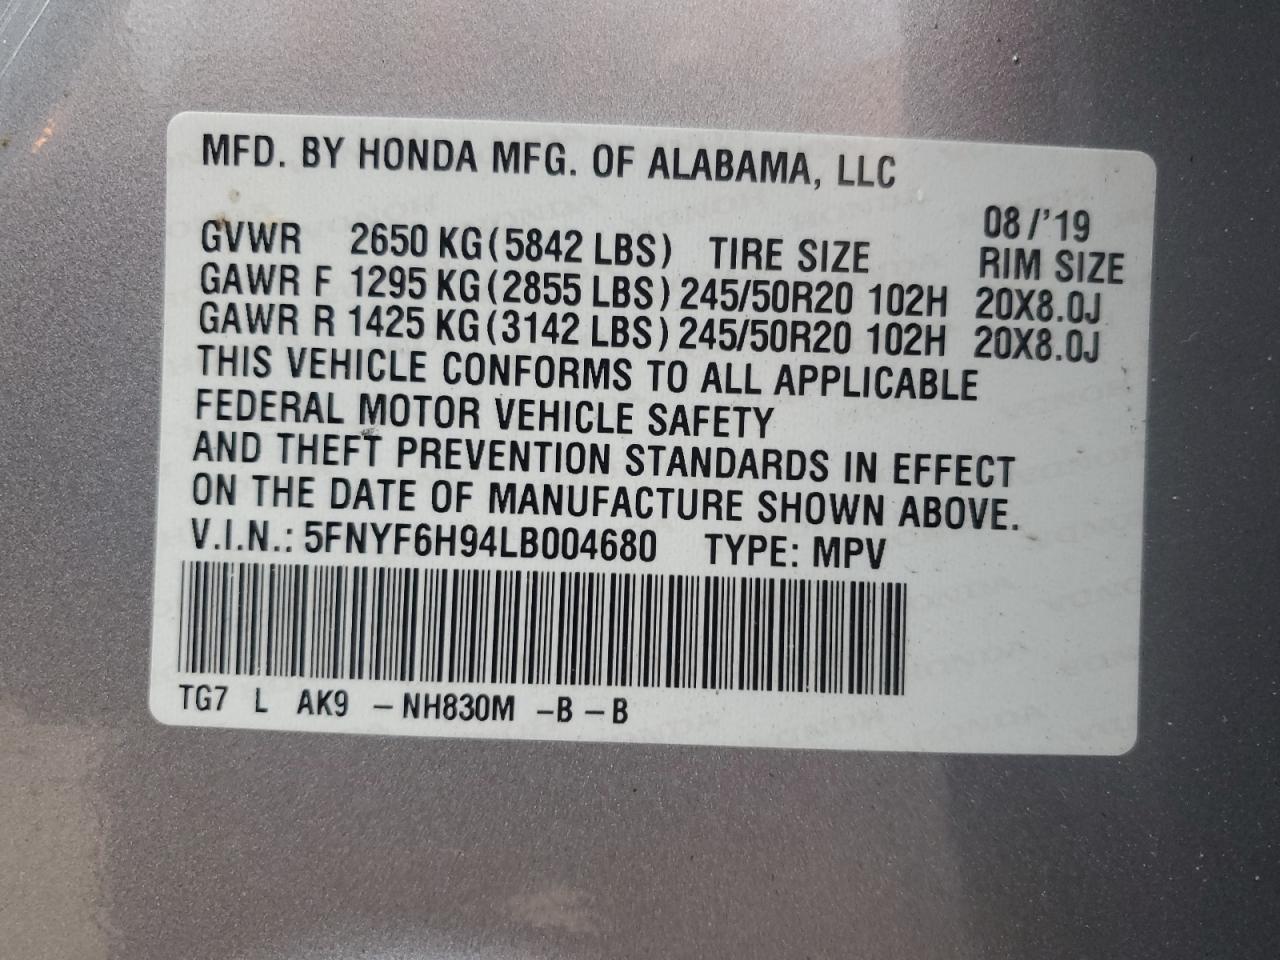 MFD. BY HONDA MFG. OF ALABAMA, LLC
08/'19
GVWR 2650 KG(5842 LBS) TIRE SIZE RIM SIZE
GAWR F 1295 KG(2855 LBS) 245/50R20 102H 20X8.0J
GAWR R 1425 KG(3142 LBS) 245/50R20 102H 20X8.0J
THIS VEHICLE CONFORMS TO ALL APPLICABLE
FEDERAL MOTOR VEHICLE SAFETY
AND THEFT PREVENTION STANDARDS IN EFFECT
ON THE DATE OF MANUFACTURE SHOWN ABOVE.
V.I.N.: 5FNYF6H94LB004680 TYPE: MPV
TG7 L AK9 -NH830M -B -B